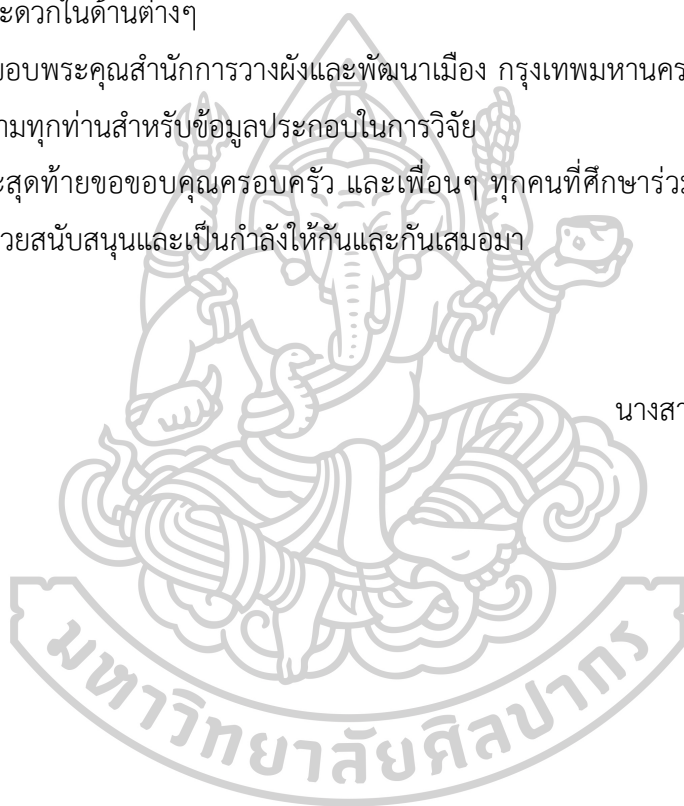 ะดวกในด้านต่างๆ
ขอบพระคุณสำนักการวางผังและพัฒนาเมือง กรุงเทพมหานคร
ามทุกท่านสำหรับข้อมูลประกอบในการวิจัย
ะสุดท้ายขอขอบคุณครอบครัว และเพื่อนๆ ทุกคนที่ศึกษาร่วม
วยสนับสนุนและเป็นกำลังให้กันและกันเสมอมา
นางสา
มหาวิทยาลัยศิลปากร